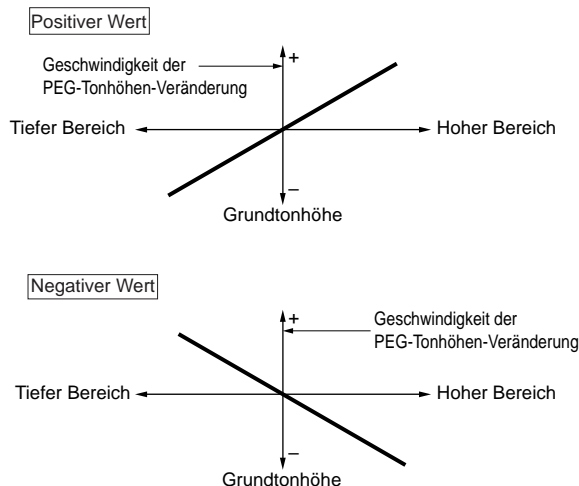 Positiver Wert
Geschwindigkeit der
PEG-Tonhöhen-Veränderung
+
Tiefer Bereich
Hoher Bereich
–
Grundtonhöhe
Negativer Wert
+
Geschwindigkeit der
PEG-Tonhöhen-Veränderung
Tiefer Bereich
Hoher Bereich
–
Grundtonhöhe